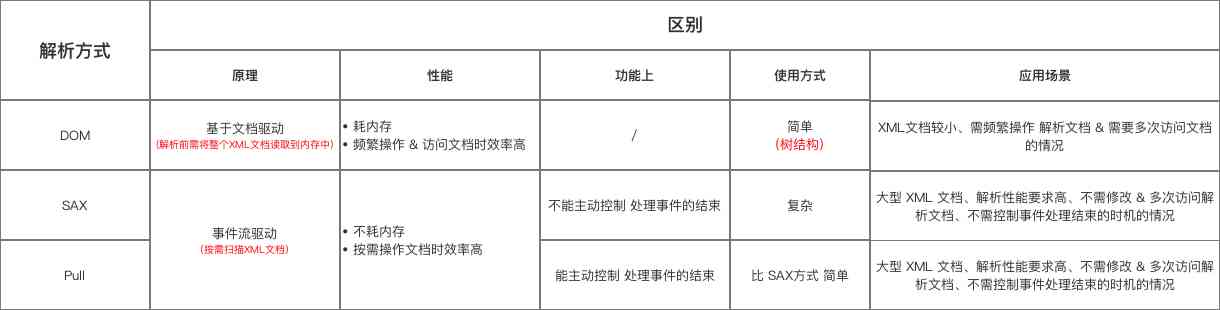 解析方式
区别
原理
性能
功能上
使用方式
应用场景
DOM
基于文档驱动
(解析前需将整个XML文档读取到内存中)
• 耗内存
• 频繁操作 & 访问文档时效率高
/
简单
(树结构)
XML文档较小、需频繁操作 解析文档 & 需要多次访问文档
的情况
SAX
事件流驱动
(按需扫描XML文档)
• 不耗内存
• 按需操作文档时效率高
不能主动控制 处理事件的结束
复杂
大型 XML 文档、解析性能要求高、不需修改 & 多次访问解
析文档、不需控制事件处理结束的时机的情况
Pull
能主动控制 处理事件的结束
比 SAX方式 简单
大型 XML 文档、解析性能要求高、不需修改 & 多次访问解
析文档、不需控制事件处理结束的时机的情况